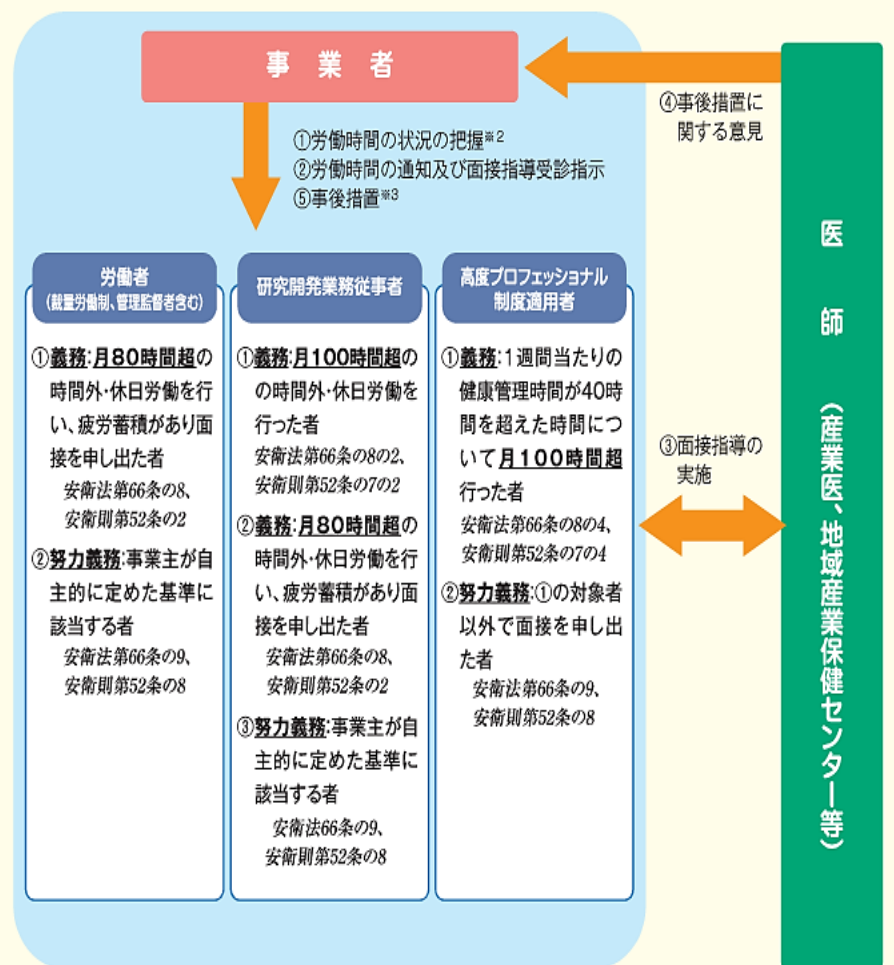 事業者
④事後措置に
関する意見
①労働時間の状況の把握※2
②労働時間の通知及び面接指導受診指示
⑤事後措置※3
労働者
(裁量労働制、管理監督者含む)
①義務:月80時間超の
時間外・休日労働を行
い、疲労蓄積があり面
接を申し出た者
安衛法第66条の8、
安衛則第52条の2
②努力義務:事業主が自
主的に定めた基準に
該当する者
安衛法第66条の9、
安衛則第52条の8
研究開発業務従事者
①義務:月100時間超の
の時間外・休日労働を
行った者
安衛法第66条の8の2、
安衛則第52条の7の2
②義務:月80時間超の
時間外・休日労働を行
い、疲労蓄積があり面
接を申し出た者
安衛法第66条の8、
安衛則第52条の2
③努力義務:事業主が自
主的に定めた基準に
該当する者
安衛法66条の9、
安衛則第52条の8
高度プロフェッショナル
制度適用者
①義務:1週間当たりの
健康管理時間が40時
間を超えた時間につ
いて月100時間超
行った者
安衛法第66条の8の4、
安衛則第52条の7の4
②努力義務:①の対象者
以外で面接を申し出
た者
安衛法第66条の9、
安衛則第52条の8
③面接指導の
実施
医師(産業医、地域産業保健センター等)